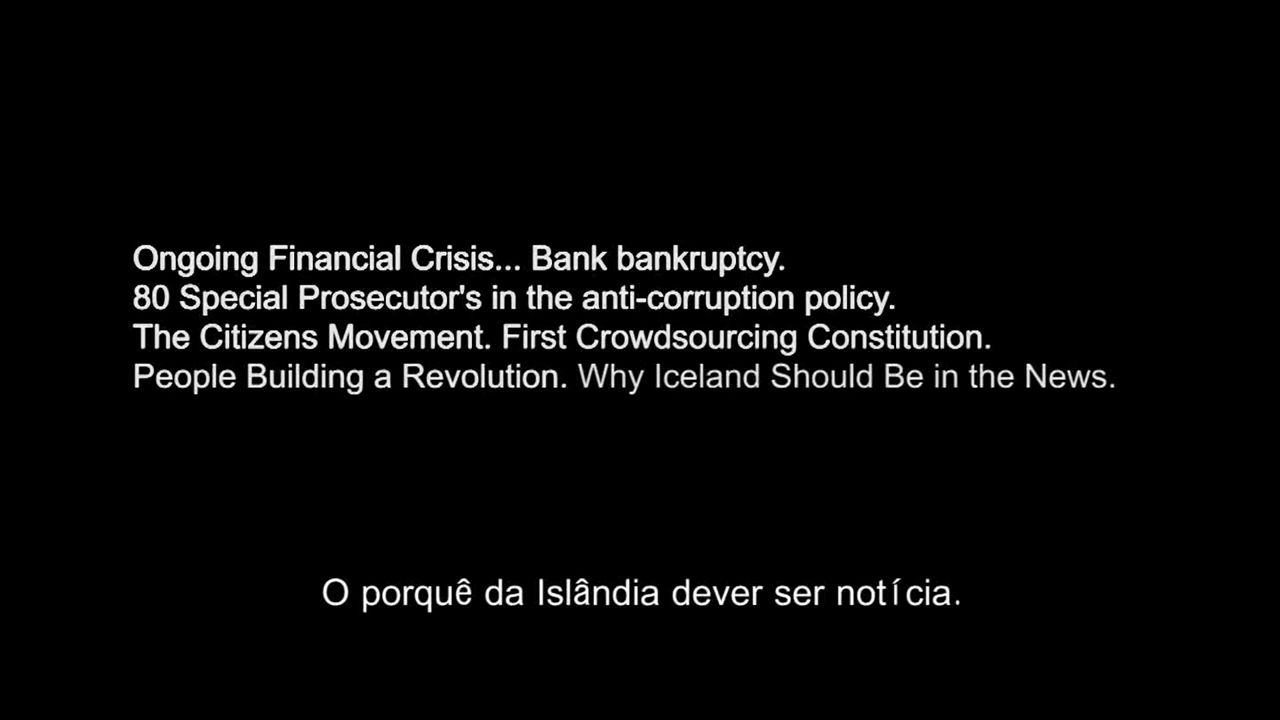 Ongoing Financial Crisis... Bank bankruptcy.
80 Special Prosecutor's in the anti-corruption policy.
The Citizens Movement. First Crowdsourcing Constitution.
People Building a Revolution. Why Iceland Should Be in the News.
O porquê da Islândia dever ser notícia.